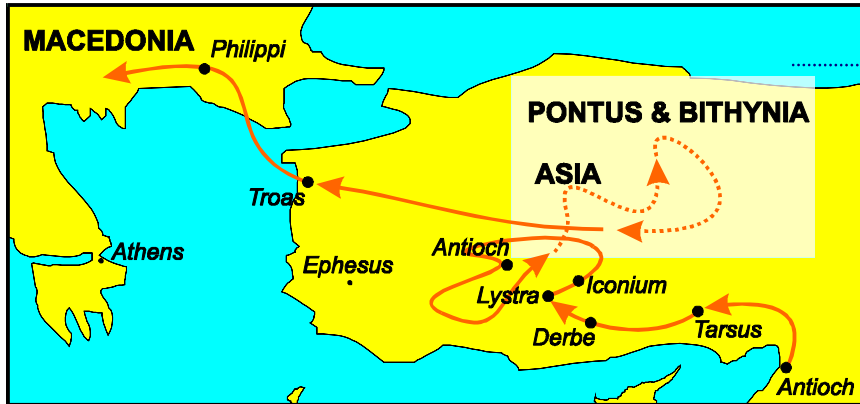 MACEDONIA
Philippi
PONTUS & BITHYNIA
ASIA
Troas
Athens
Ephesus
Antioch
Lystra
Iconium
Derbe
Tarsus
Antioch